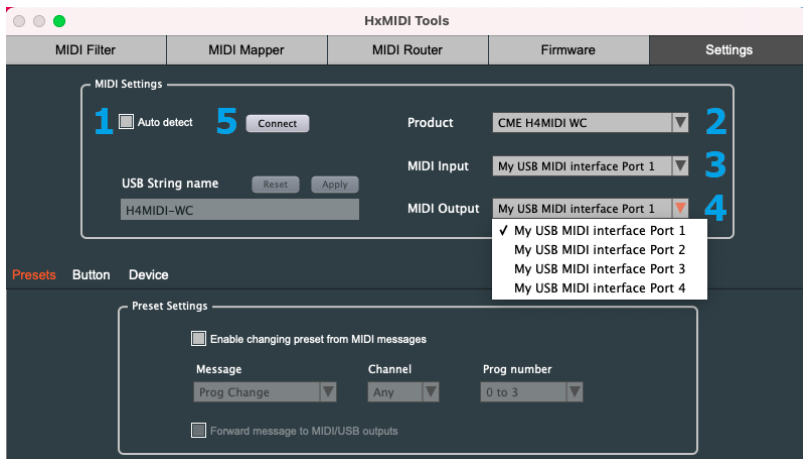 HxMIDI Tools
MIDI Filter MIDI Mapper MIDI Router Firmware Settings
MIDI Settings
1 Auto detect 5 Connect Product CME H4MIDI WC 2
MIDI Input My USB MIDI interface Port 1 3
USB String name Reset Apply
H4MIDI-WC MIDI Output My USB MIDI interface Port 1 4
✓ My USB MIDI interface Port 1
My USB MIDI interface Port 2
My USB MIDI interface Port 3
My USB MIDI interface Port 4
Presets Button Device
Preset Settings
Enable changing preset from MIDI messages
Message Channel Prog number
Prog Change Any 0 to 3
Forward message to MIDI/USB outputs